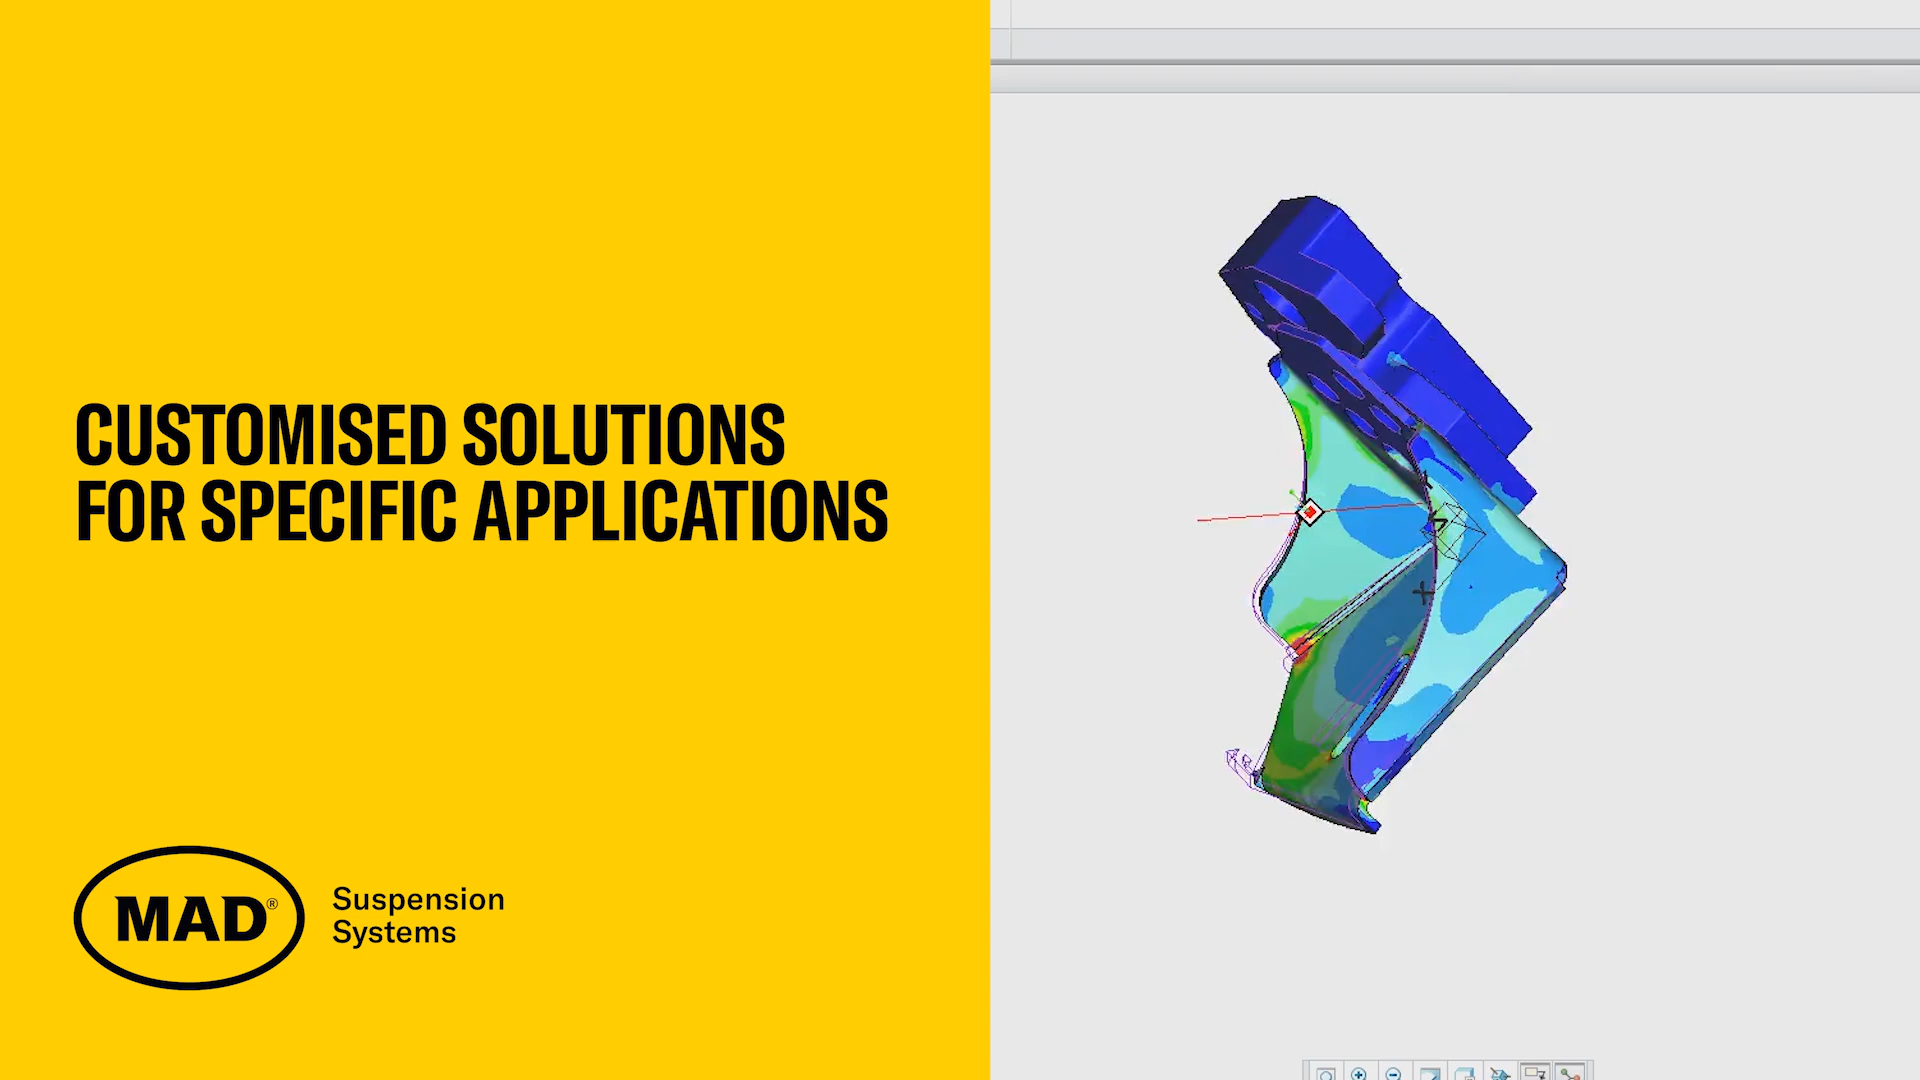 CUSTOMISED SOLUTIONS
FOR SPECIFIC APPLICATIONS
MAD®
Suspension
Systems